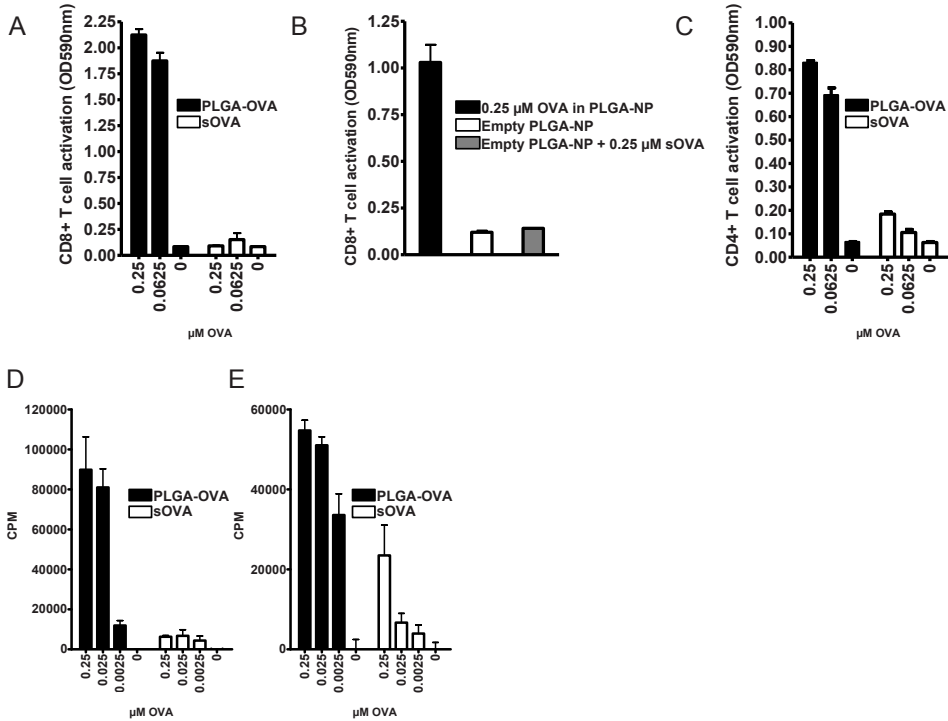 A
CD8+ T cell activation (OD590nm)
2.25
2.00
1.75
1.50
1.25
1.00
0.75
0.50
0.25
0.00
0.25
0.0625
0
0.25
0.0625
0
µM OVA
PLGA-OVA
sOVA
B
CD8+ T cell activation (OD590nm)
1.25
1.00
0.75
0.50
0.25
0.00
0.25 µM OVA in PLGA-NP
Empty PLGA-NP
Empty PLGA-NP + 0.25 µM sOVA
C
CD4+ T cell activation (OD590nm)
1.00
0.90
0.80
0.70
0.60
0.50
0.40
0.30
0.20
0.10
0.00
0.25
0.0625
0
0.25
0.0625
0
µM OVA
PLGA-OVA
sOVA
D
CPM
120000
100000
80000
60000
40000
20000
0
0.25
0.025
0.0025
0
0.25
0.025
0.0025
0
µM OVA
PLGA-OVA
sOVA
E
CPM
60000
40000
20000
0
0.25
0.025
0.0025
0
0.25
0.025
0.0025
0
µM OVA
PLGA-OVA
sOVA